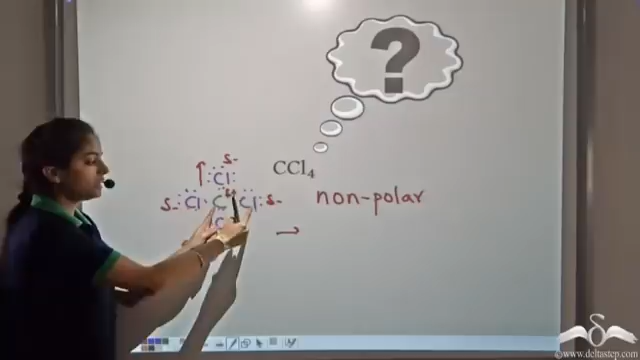 ?
δ-
Cl
CCl₄
δ- Cl C δ+ Cl δ-
non-polar
C
©www.deltastep.com